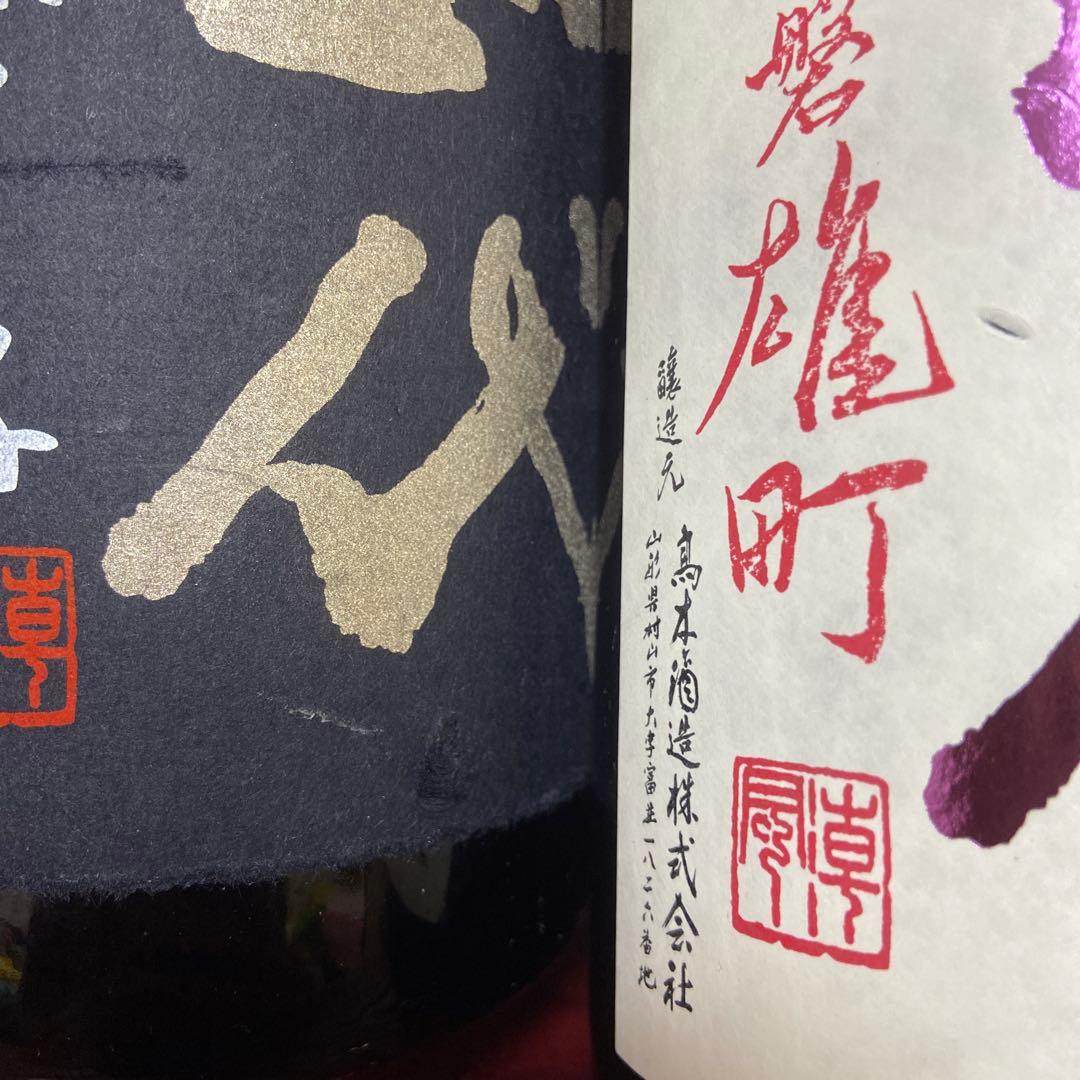 磐雄町
醸造元
高木酒造株式会社
山形県村山市大字富並一八二六番地
代